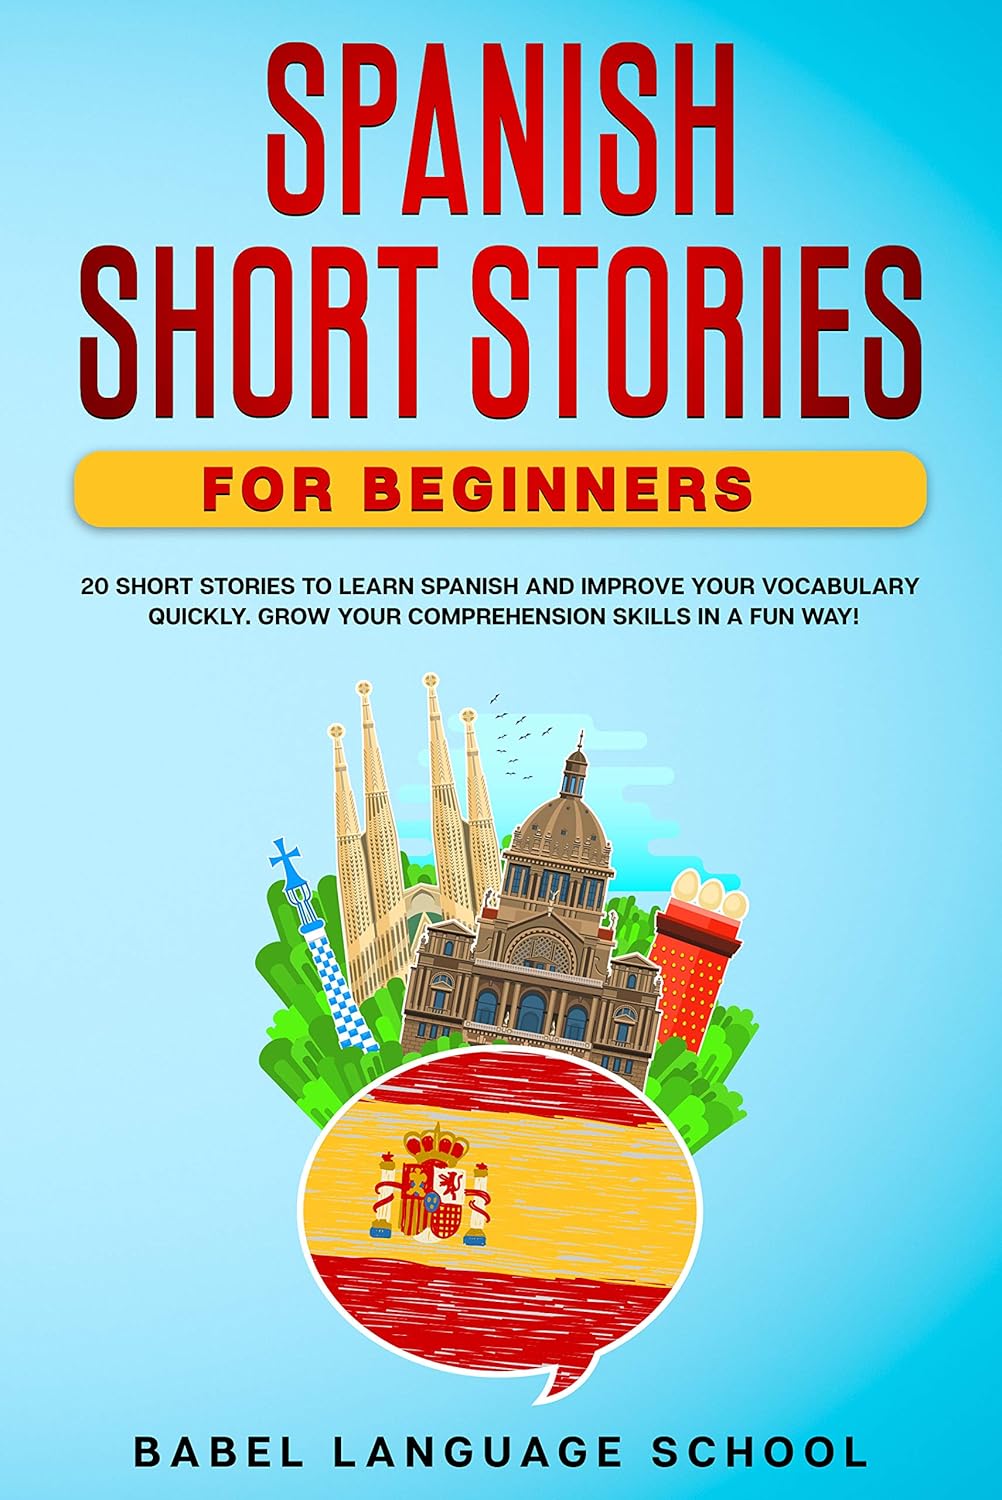 SPANISH
SHORT STORIES
FOR BEGINNERS
20 SHORT STORIES TO LEARN SPANISH AND IMPROVE YOUR VOCABULARY
QUICKLY. GROW YOUR COMPREHENSION SKILLS IN A FUN WAY!
BABEL LANGUAGE SCHOOL